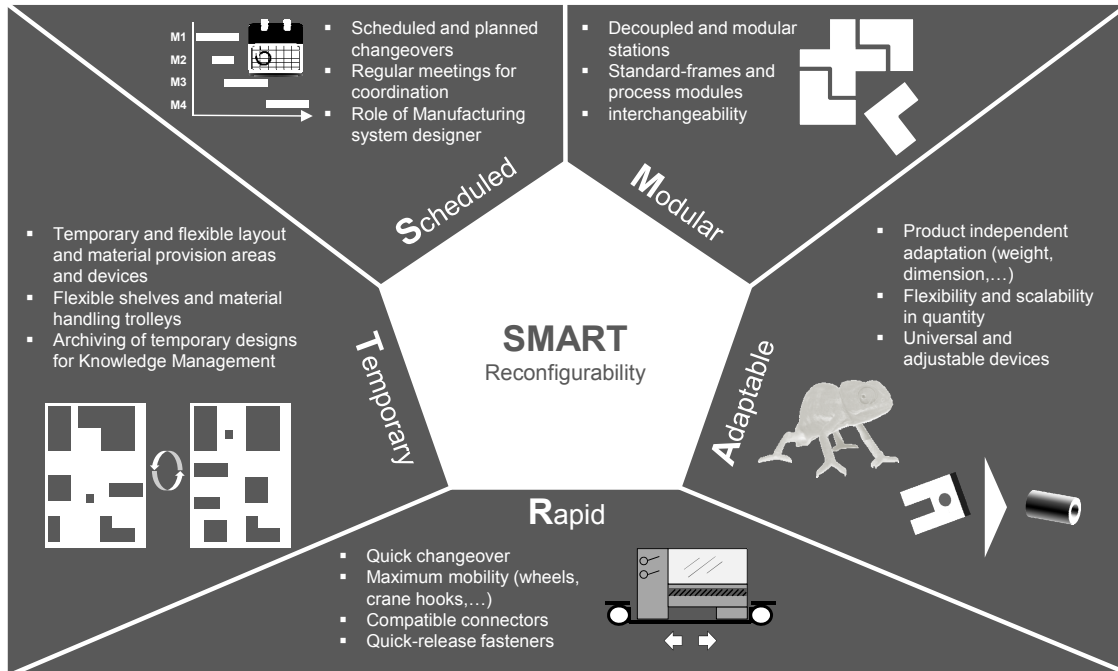 M1
M2
M3
M4
▪ Scheduled and planned
changeovers
▪ Regular meetings for
coordination
▪ Role of Manufacturing
system designer
Scheduled
▪ Decoupled and modular
stations
▪ Standard-frames and
process modules
▪ interchangeability
Modular
▪ Product independent
adaptation (weight,
dimension,…)
▪ Flexibility and scalability
in quantity
▪ Universal and
adjustable devices
Adaptable
Rapid
▪ Quick changeover
▪ Maximum mobility (wheels,
crane hooks,…)
▪ Compatible connectors
▪ Quick-release fasteners
▪ Temporary and flexible layout
and material provision areas
and devices
▪ Flexible shelves and material
handling trolleys
▪ Archiving of temporary designs
for Knowledge Management
Temporary
SMART
Reconfigurability